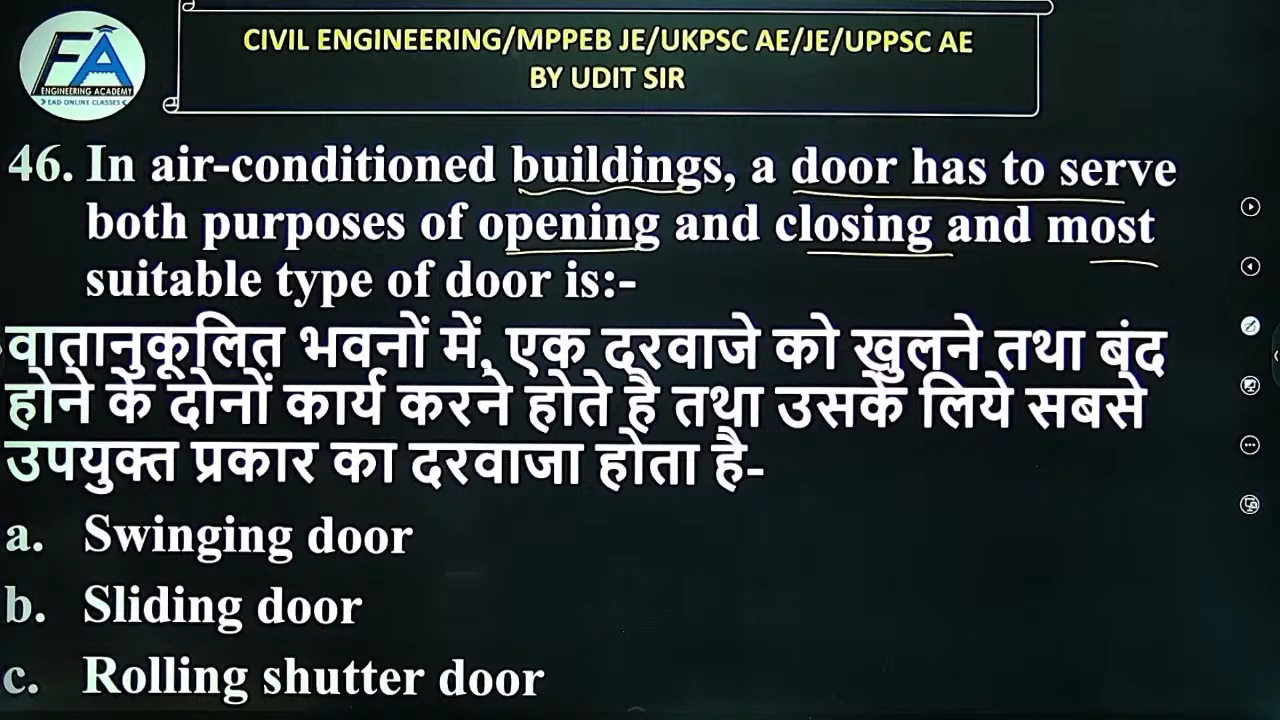 CIVIL ENGINEERING/MPPEB JE/UKPSC AE/JE/UPPSC AE
BY UDIT SIR
EA
ENGINEERING ACADEMY
EAD ONLINE CLASSES
46. In air-conditioned buildings, a door has to serve
both purposes of opening and closing and most
suitable type of door is:-
वातानुकूलित भवनों में, एक दरवाजे को खुलने तथा बंद
होने के दोनों कार्य करने होते है तथा उसके लिये सबसे
उपयुक्त प्रकार का दरवाजा होता है-
a. Swinging door
b. Sliding door
c. Rolling shutter door